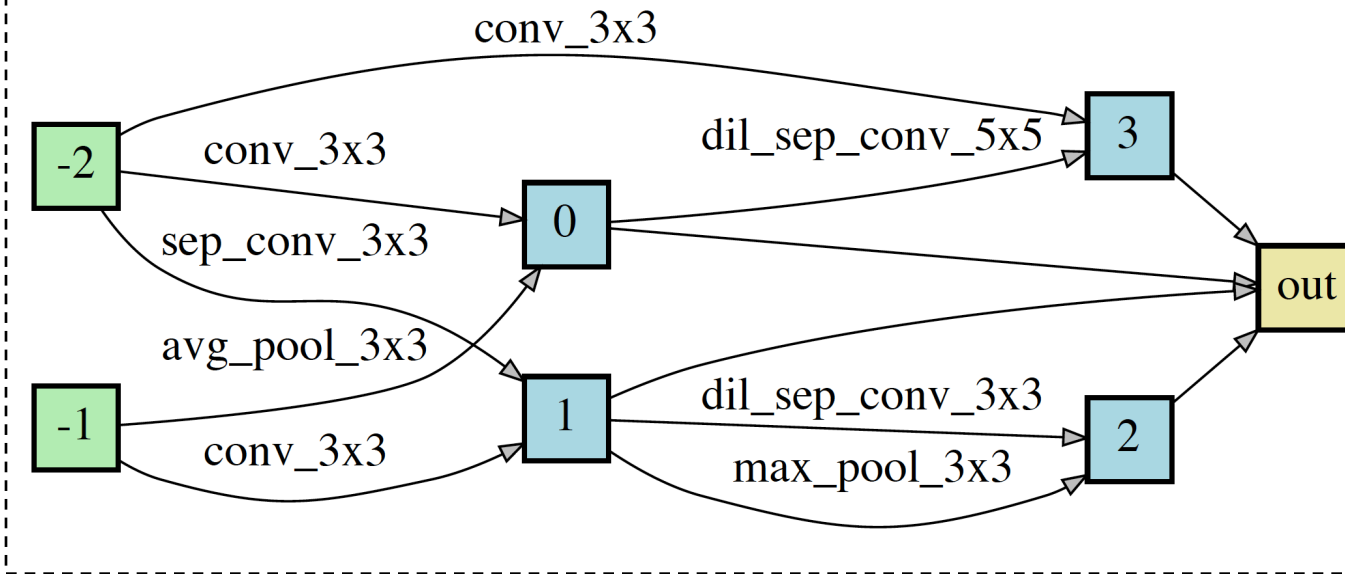 conv_3x3
-2
conv_3x3
dil_sep_conv_5x5
3
0
sep_conv_3x3
out
avg_pool_3x3
-1
1
dil_sep_conv_3x3
2
conv_3x3
max_pool_3x3